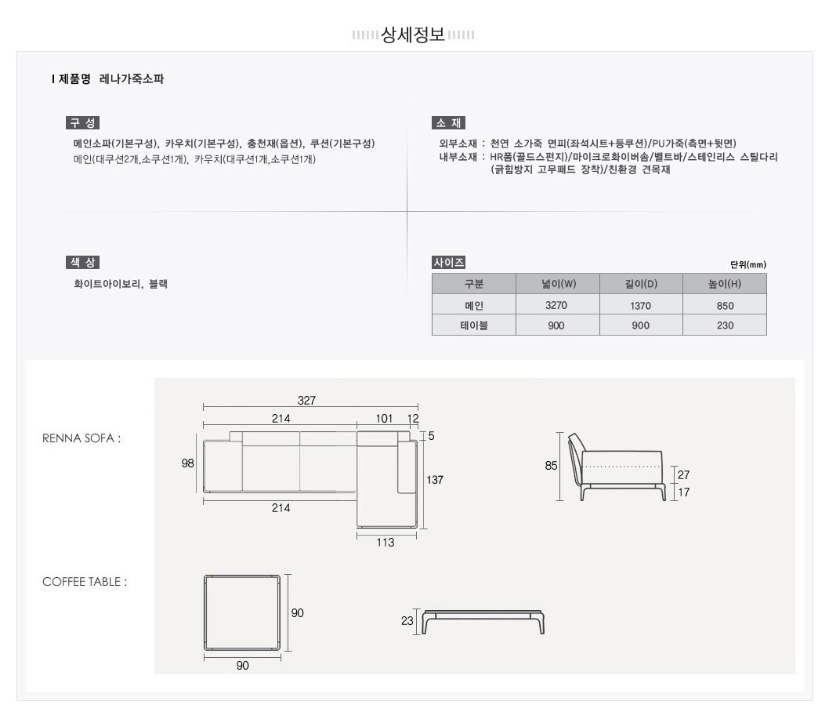 상세정보
제품명 레나가죽소파
구 성
메인소파(기본구성), 카우치(기본구성), 충천재(옵션), 쿠션(기본구성)
메인(대쿠션2개,소쿠션1개), 카우치(대쿠션1개,소쿠션1개)
소 재
외부소재 : 천연 소가죽 면피(좌석시트+등쿠션)/PU가죽(측면+뒷면)
내부소재 : HR폼(골드스펀지)/마이크로화이버솜/벨트바/스테인리스 스틸다리
(긁힘방지 고무패드 장착)/친환경 견목재
색 상
화이트아이보리, 블랙
사이즈
단위(mm)
구분 넓이(W) 길이(D) 높이(H)
메인 3270 1370 850
테이블 900 900 230
RENNA SOFA :
327
214 101 12
5
98
137
214
113
85
27
17
COFFEE TABLE :
90
90
23